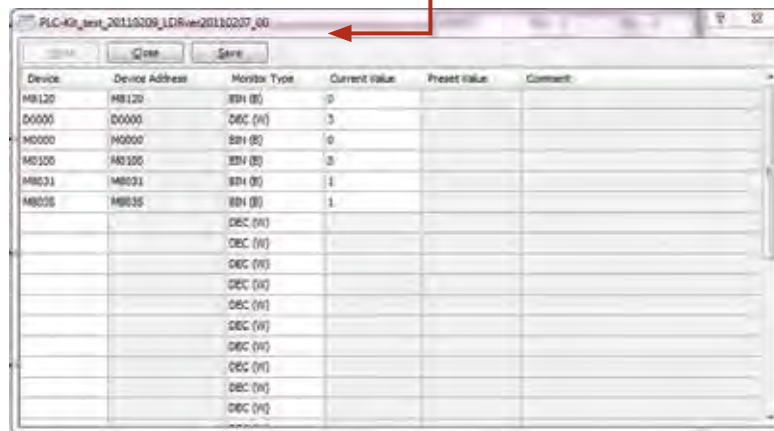 PLC-Kit_test_20110209_LDRver20110207_00
Close Save
Device Device Address Monitor Type Current Value Preset Value Comment
M8120 M8120 BIN (B) 0
D0000 D0000 DEC (W) 3
M0000 M0000 BIN (B) 0
M0100 M0100 BIN (B) 0
M8031 M8031 BIN (B) 1
M8035 M8035 BIN (B) 1
DEC (W)
DEC (W)
DEC (W)
DEC (W)
DEC (W)
DEC (W)
DEC (W)
DEC (W)
DEC (W)
DEC (W)